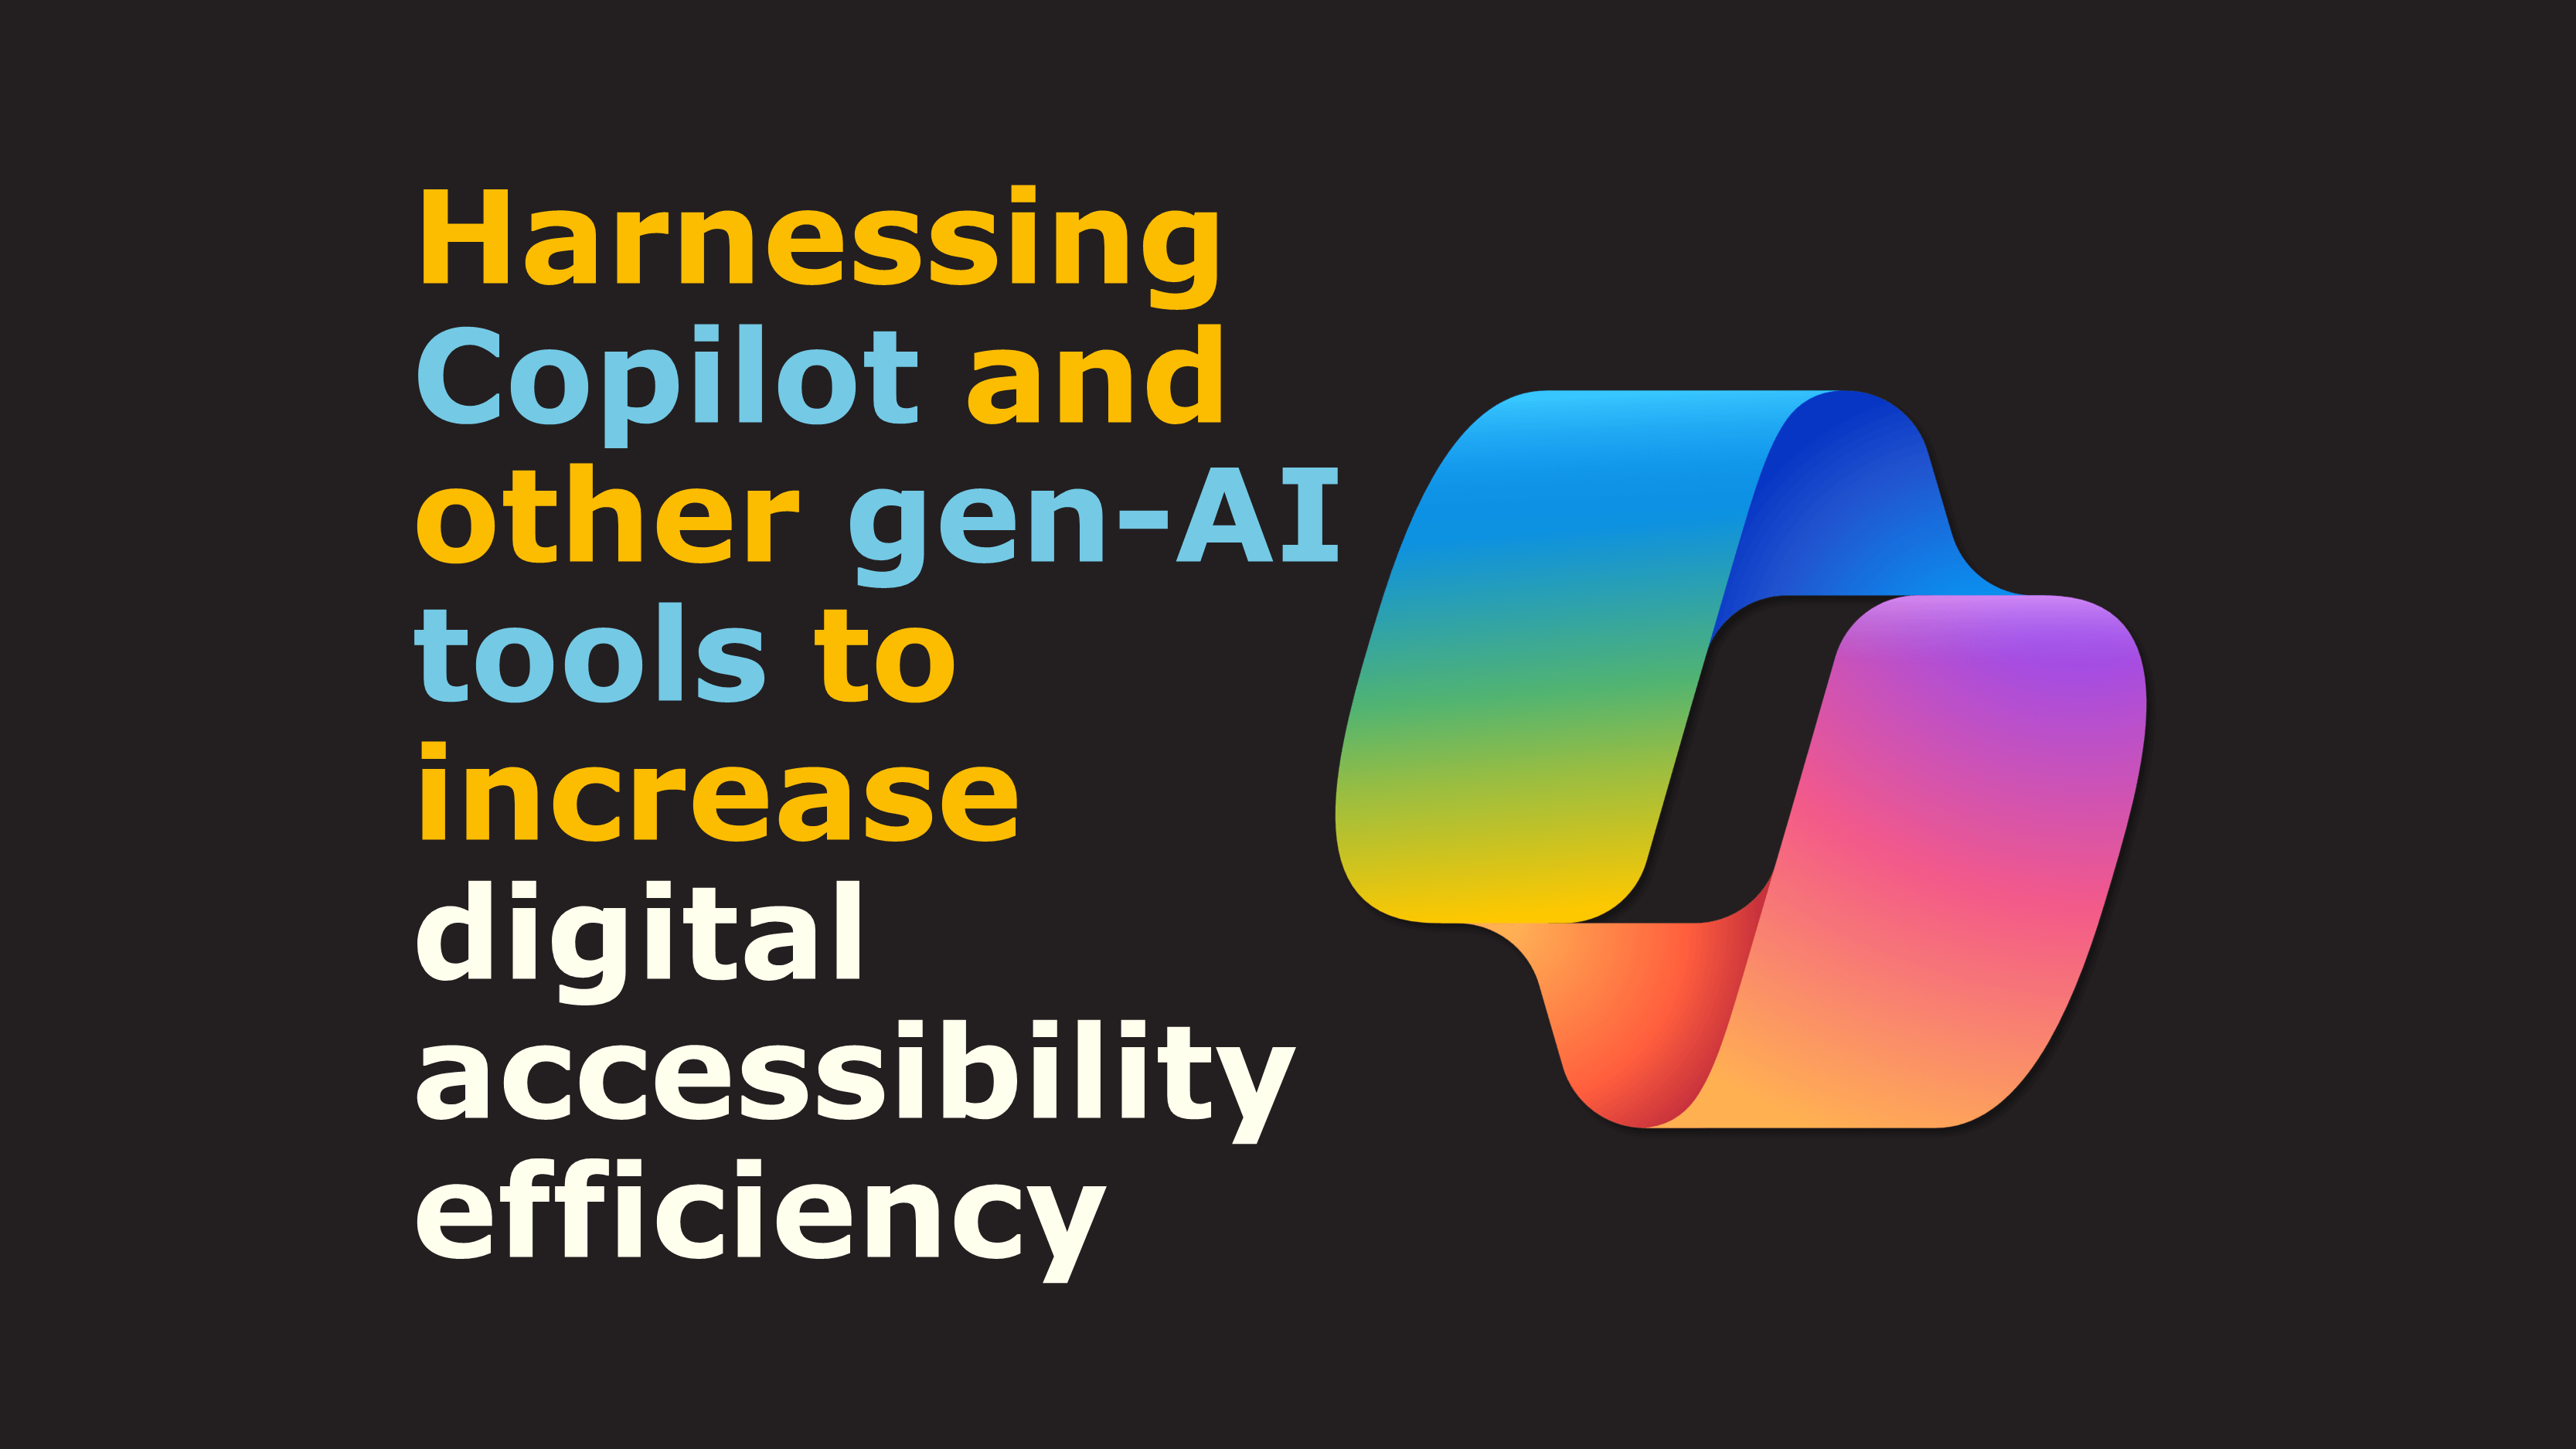 Harnessing
Copilot and
other gen-AI
tools to
increase
digital
accessibility
efficiency